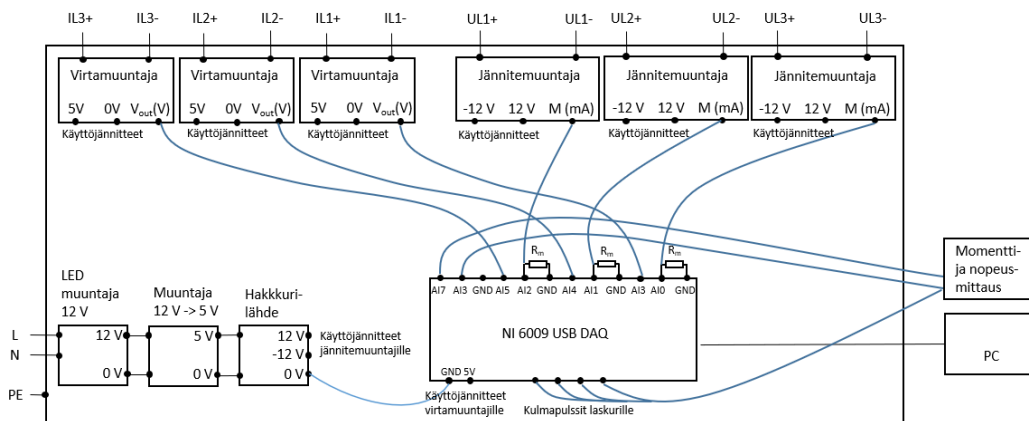 IL3+ IL3- IL2+ IL2- IL1+ IL1- UL1+ UL1- UL2+ UL2- UL3+ UL3-
Virtamuuntaja Virtamuuntaja Virtamuuntaja Jännitemuuntaja Jännitemuuntaja Jännitemuuntaja
5V 0V Vout(V) 5V 0V Vout(V) 5V 0V Vout(V) -12 V 12 V M (mA) -12 V 12 V M (mA) -12 V 12 V M (mA)
Käyttöjännitteet Käyttöjännitteet Käyttöjännitteet Käyttöjännitteet Käyttöjännitteet Käyttöjännitteet
Rm Rm Rm
AI7 AI3 GND AI5 AI2 GND AI4 AI1 GND AI3 AI0 GND
NI 6009 USB DAQ
GND 5V
Käyttöjännitteet
virtamuuntajille
Kulmapulssit laskurille
Momentti-
ja nopeus-
mittaus
PC
LED
muuntaja
12 V
Muuntaja
12 V -> 5 V
Hakkkuri-
lähde
L
N
PE
12 V
0 V
5 V
0 V
12 V
-12 V
0 V
Käyttöjännitteet
jännitemuuntajille